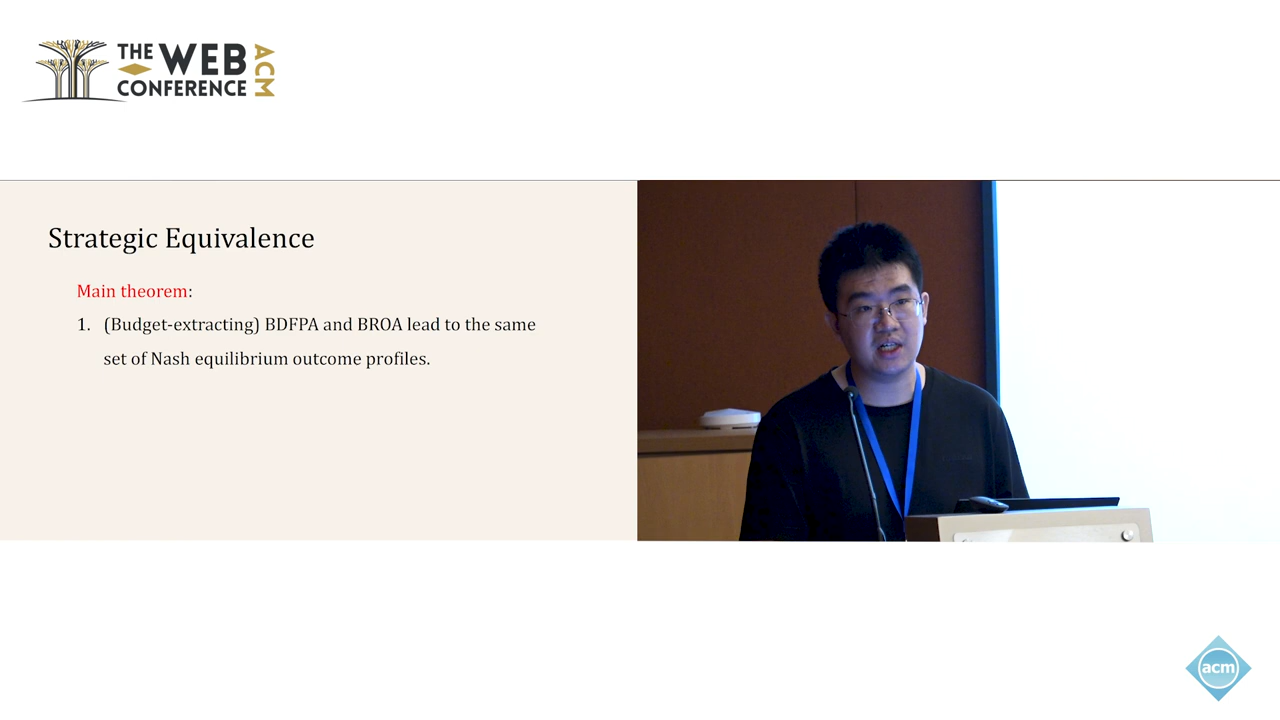 THE WEB
CONFERENCE
ACM
Strategic Equivalence
Main theorem:
1. (Budget-extracting) BDFPA and BROA lead to the same
set of Nash equilibrium outcome profiles.
acm